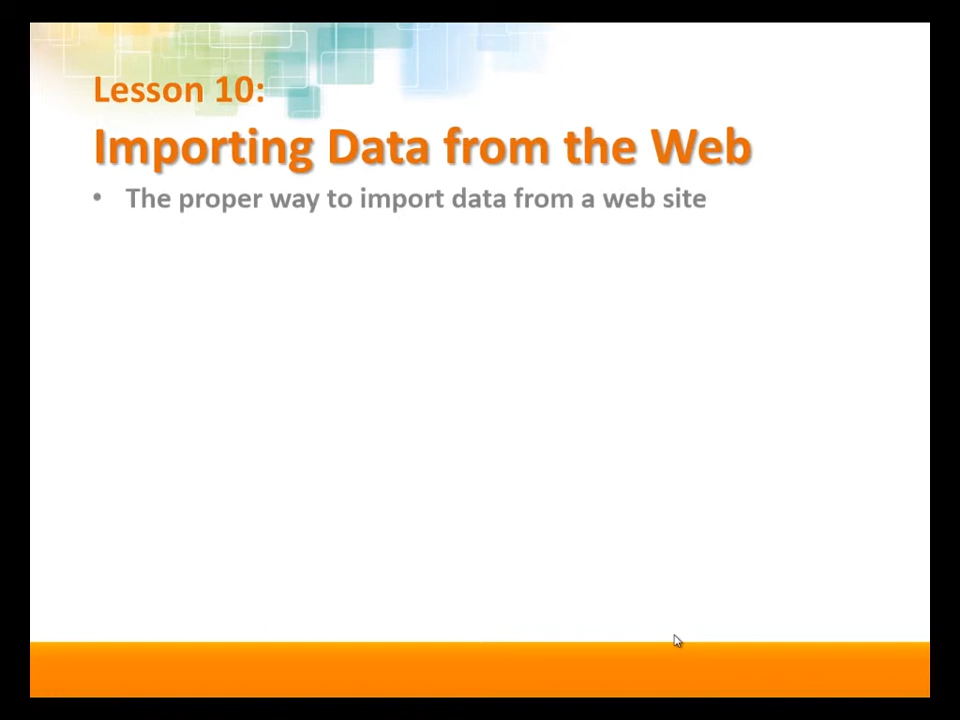 Lesson 10:
Importing Data from the Web
• The proper way to import data from a web site